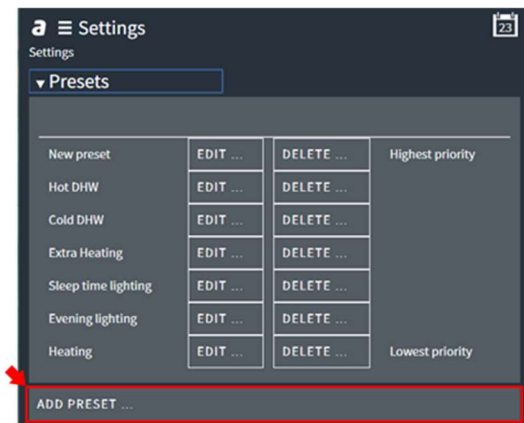 a ☰ Settings
23
Settings
▾ Presets
New preset EDIT ... DELETE ... Highest priority
Hot DHW EDIT ... DELETE ...
Cold DHW EDIT ... DELETE ...
Extra Heating EDIT ... DELETE ...
Sleep time lighting EDIT ... DELETE ...
Evening lighting EDIT ... DELETE ...
Heating EDIT ... DELETE ... Lowest priority
ADD PRESET ...